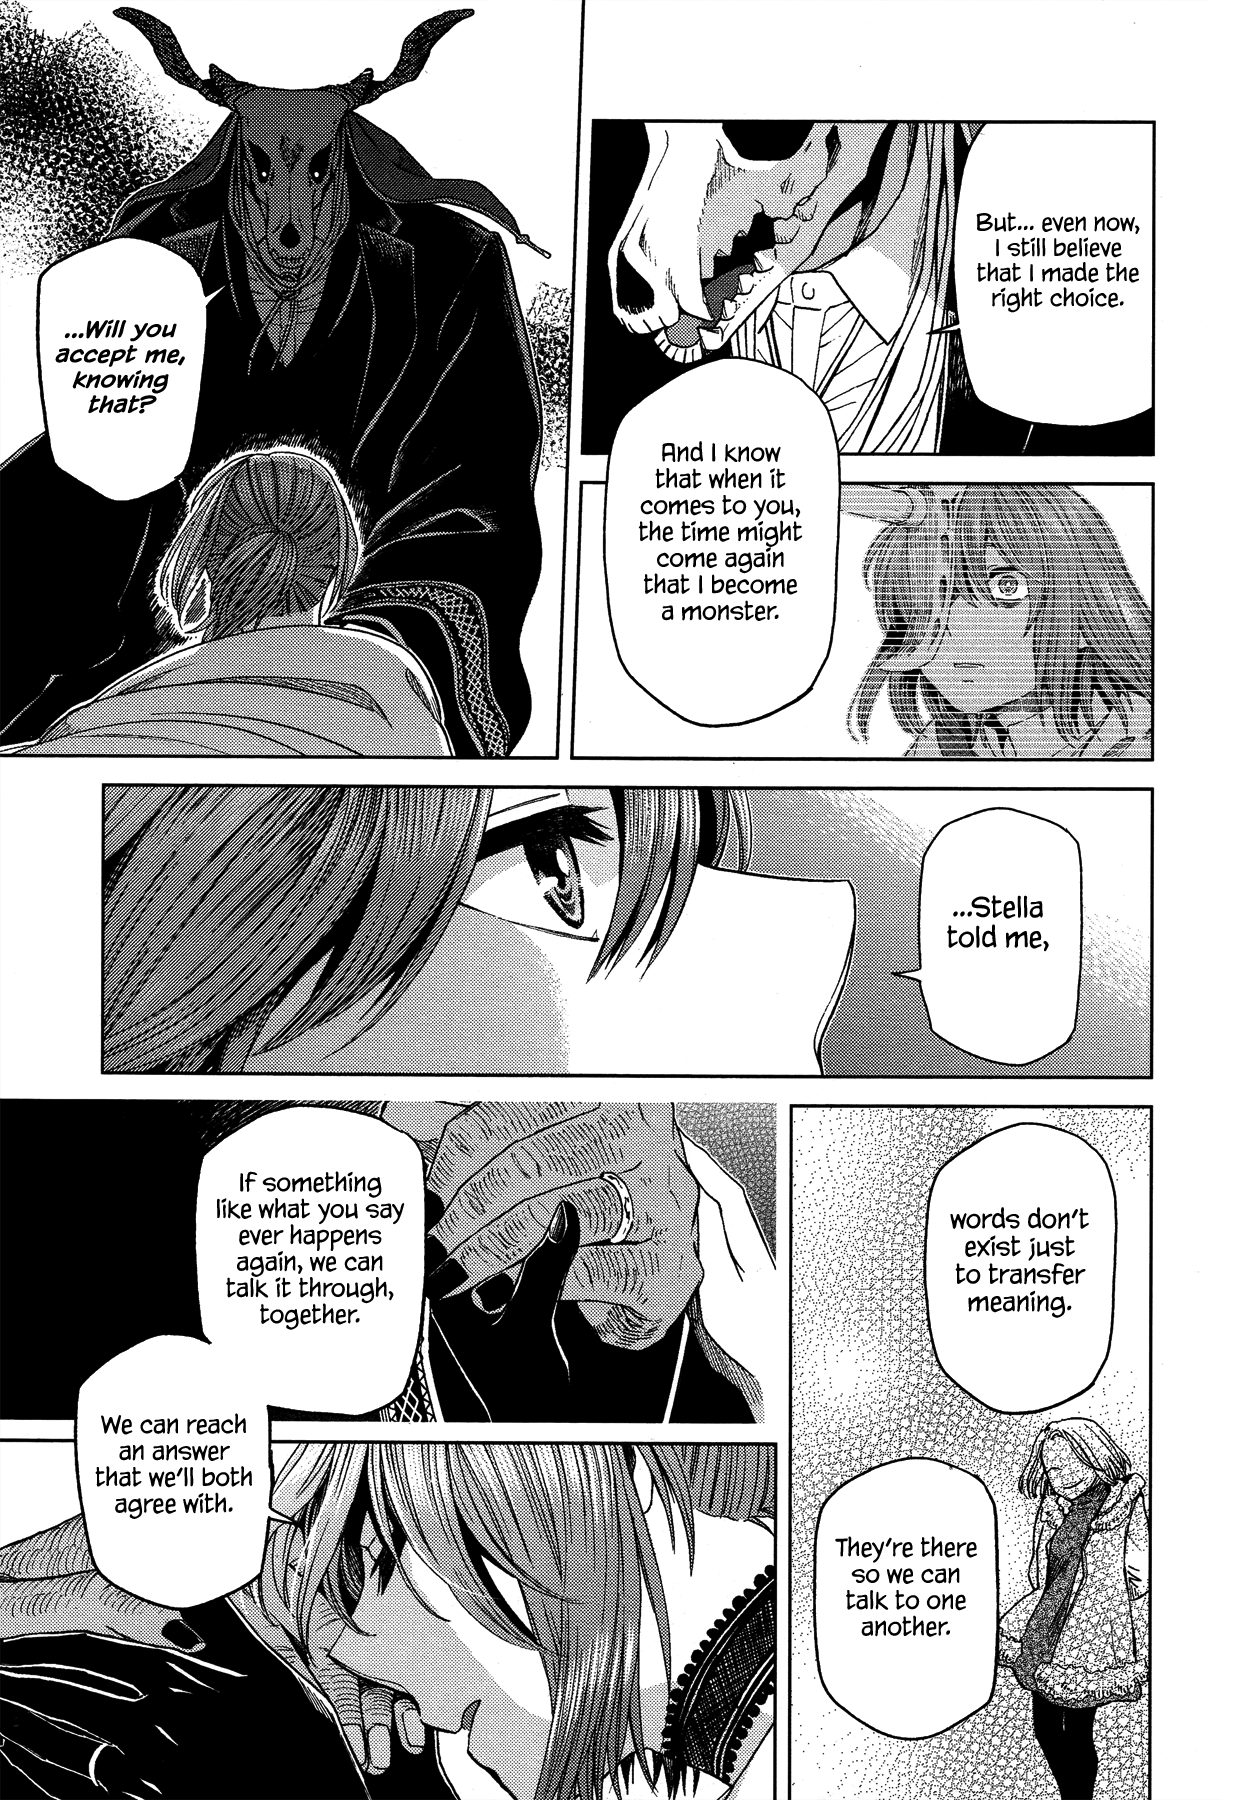 But... even now,
I still believe
that I made the
right choice.
And I know
that when it
comes to you,
the time might
come again
that I become
a monster.
...Will you
accept me,
knowing
that?
...Stella
told me,
words don't
exist just
to transfer
meaning.
They're there
so we can
talk to one
another.
If something
like what you say
ever happens
again, we can
talk it through,
together.
We can reach
an answer
that we'll both
agree with.